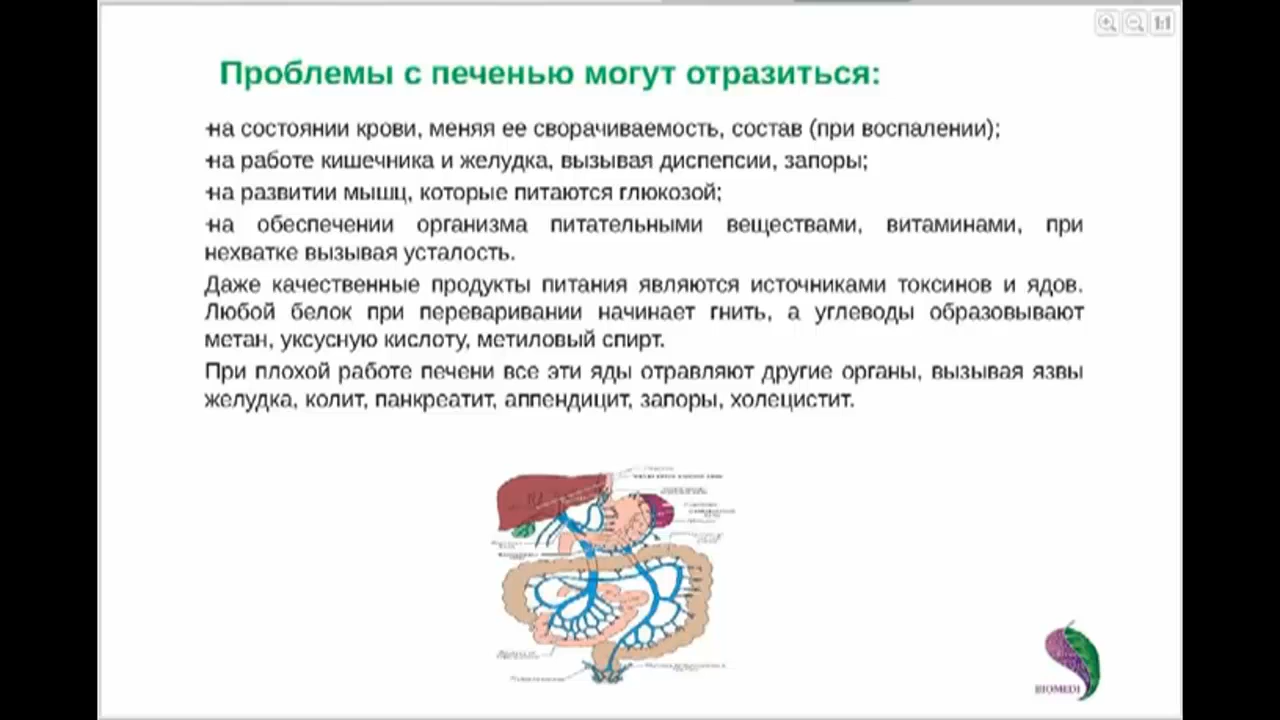 1:1
Проблемы с печенью могут отразиться:
•на состоянии крови, меняя ее сворачиваемость, состав (при воспалении);
•на работе кишечника и желудка, вызывая диспепсии, запоры;
•на развитии мышц, которые питаются глюкозой;
•на обеспечении организма питательными веществами, витаминами, при
нехватке вызывая усталость.
Даже качественные продукты питания являются источниками токсинов и ядов.
Любой белок при переваривании начинает гнить, а углеводы образовывают
метан, уксусную кислоту, метиловый спирт.
При плохой работе печени все эти яды отравляют другие органы, вызывая язвы
желудка, колит, панкреатит, аппендицит, запоры, холецистит.
BIOMEDI